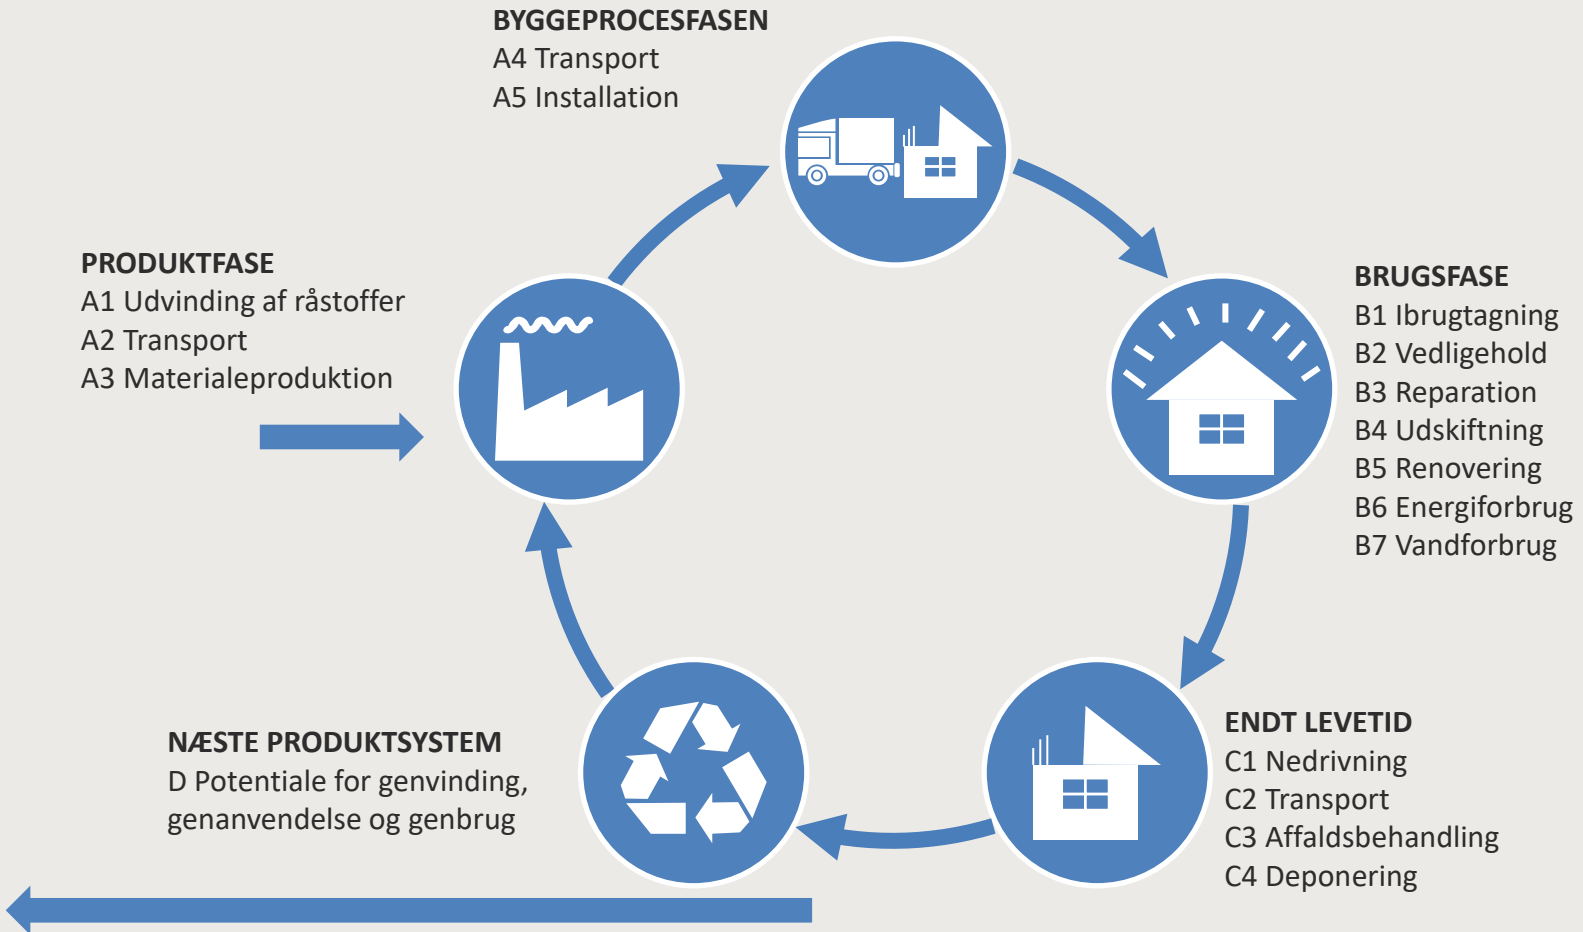 BYGGEPROCESFASEN
A4 Transport
A5 Installation
PRODUKTFASE
A1 Udvinding af råstoffer
A2 Transport
A3 Materialeproduktion
BRUGSFASE
B1 Ibrugtagning
B2 Vedligehold
B3 Reparation
B4 Udskiftning
B5 Renovering
B6 Energiforbrug
B7 Vandforbrug
ENDT LEVETID
C1 Nedrivning
C2 Transport
C3 Affaldsbehandling
C4 Deponering
NÆSTE PRODUKTSYSTEM
D Potentiale for genvinding,
genanvendelse og genbrug